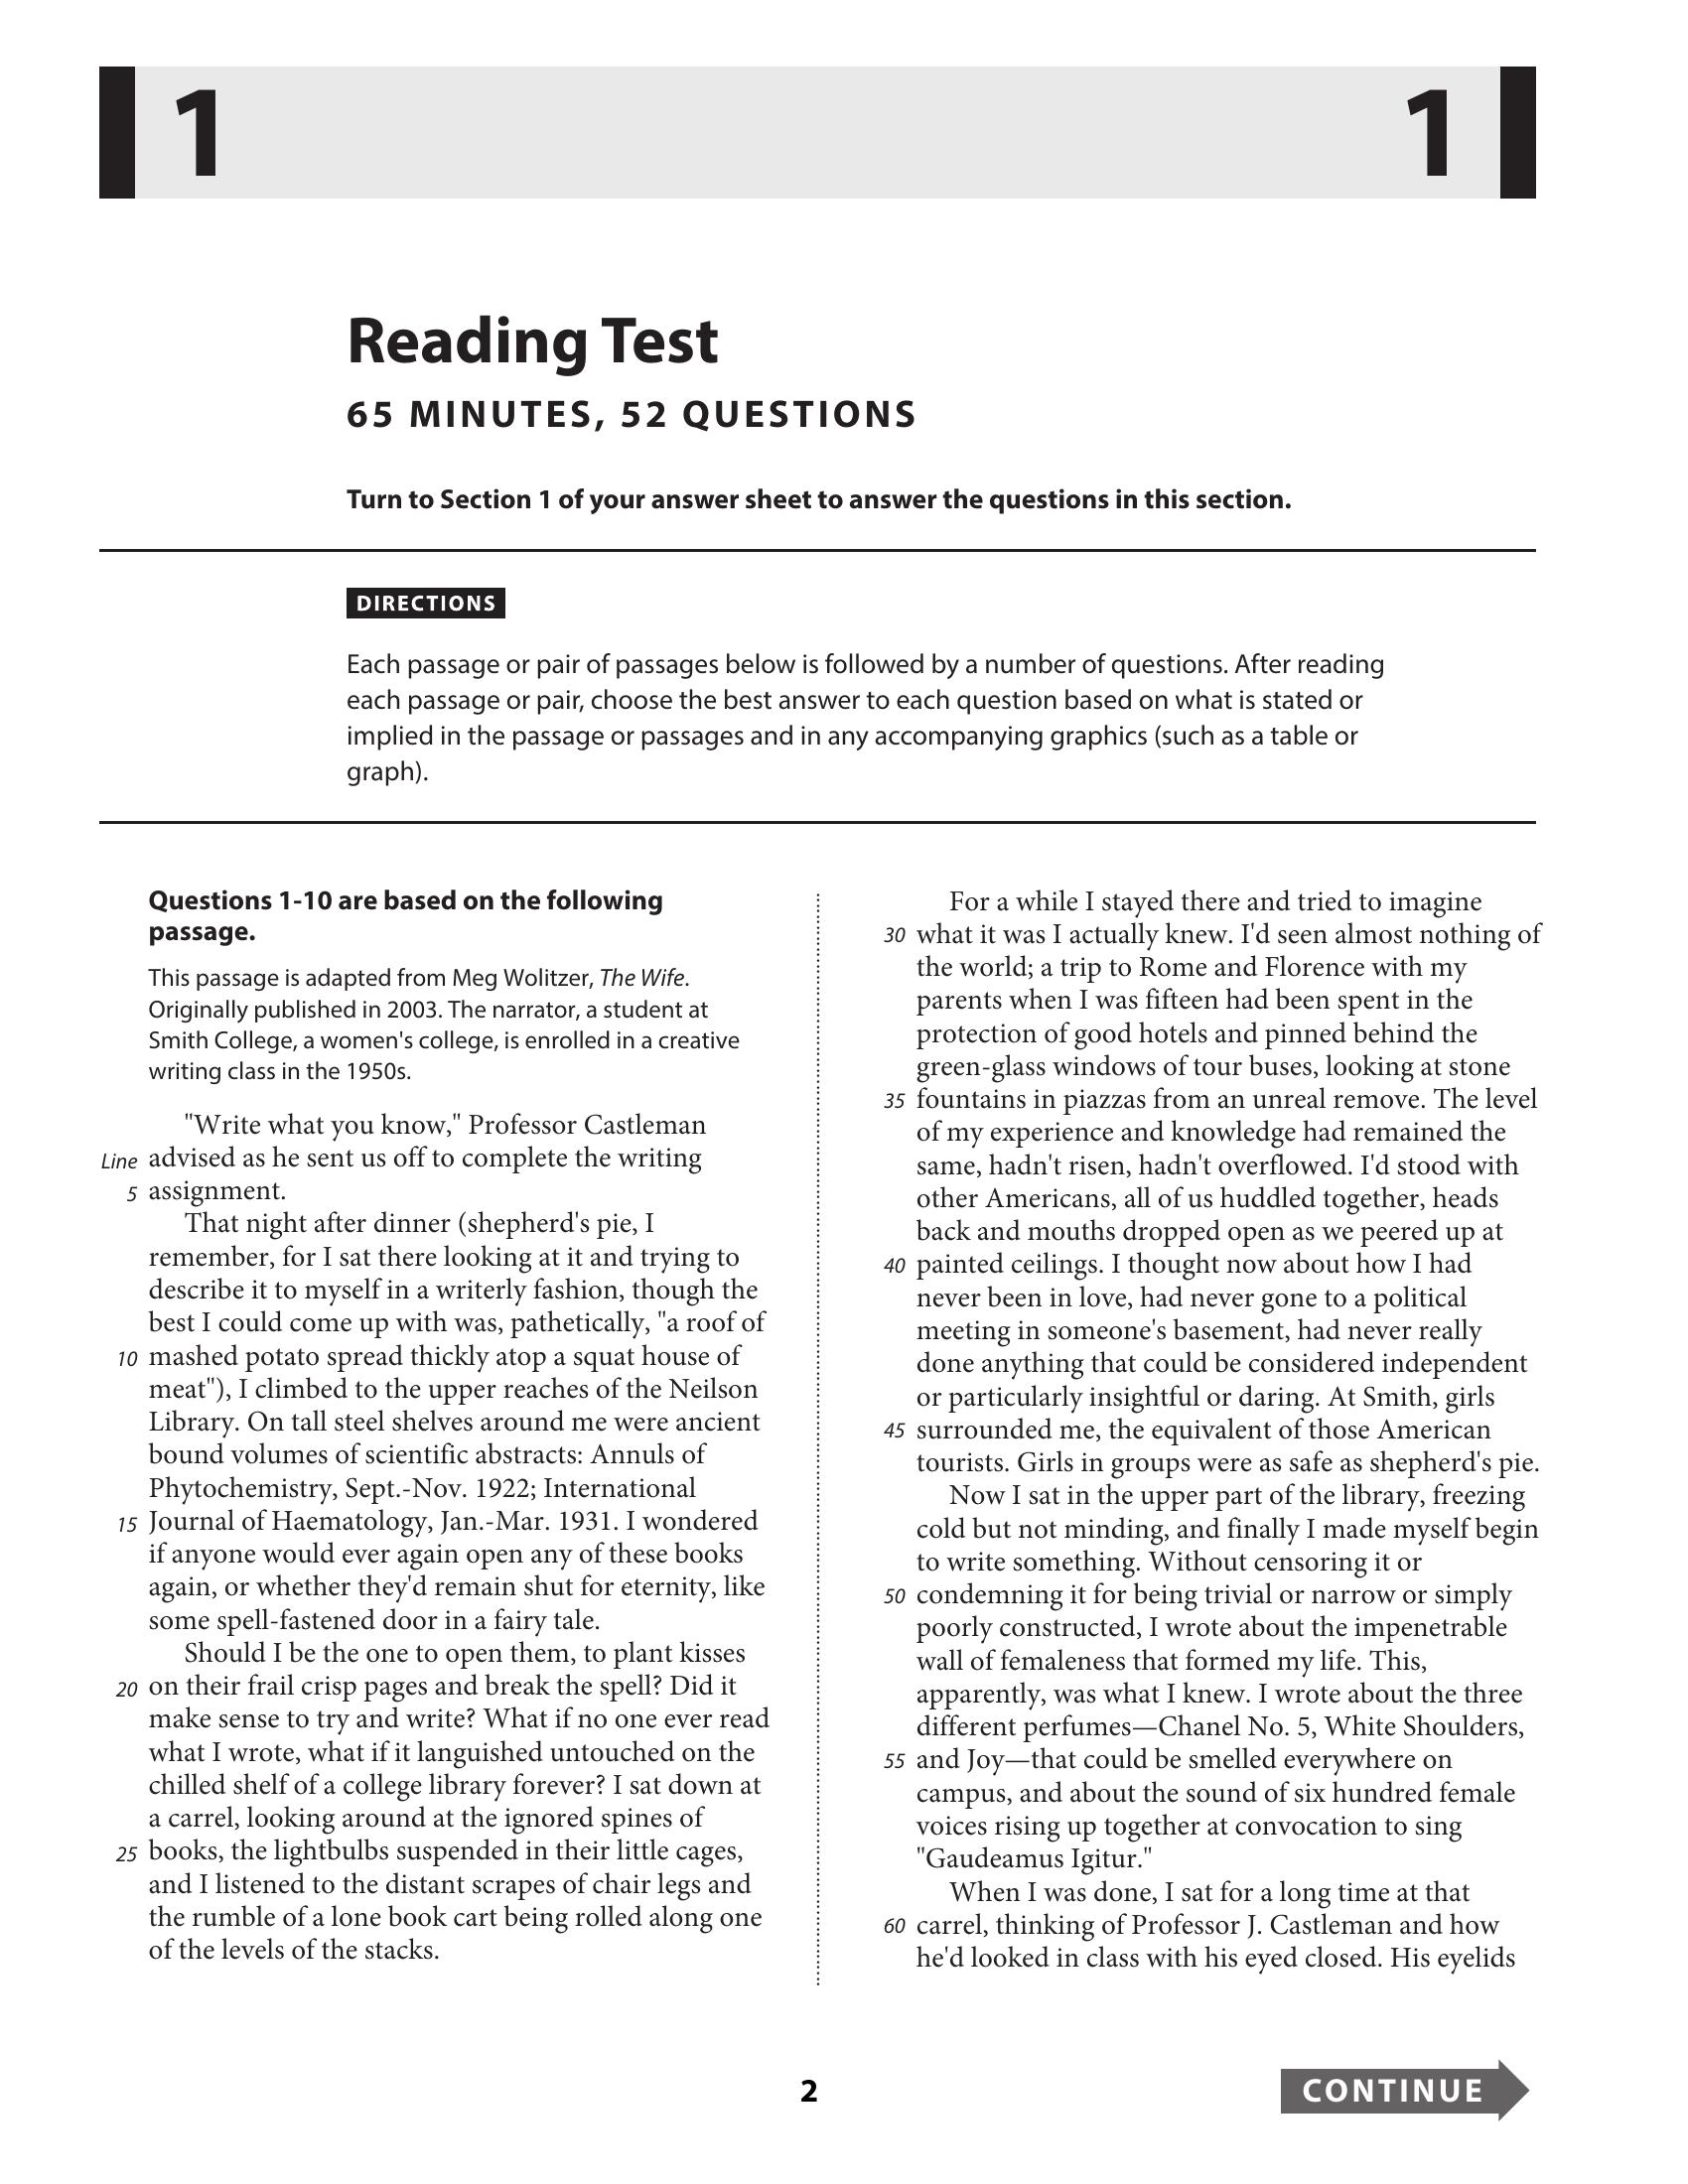 1 1
Reading Test
65 MINUTES, 52 QUESTIONS
Turn to Section 1 of your answer sheet to answer the questions in this section.
DIRECTIONS
Each passage or pair of passages below is followed by a number of questions. After reading
each passage or pair, choose the best answer to each question based on what is stated or
implied in the passage or passages and in any accompanying graphics (such as a table or
graph).
Questions 1-10 are based on the following
passage.
This passage is adapted from Meg Wolitzer, The Wife.
Originally published in 2003. The narrator, a student at
Smith College, a women's college, is enrolled in a creative
writing class in the 1950s.
"Write what you know," Professor Castleman
Line advised as he sent us off to complete the writing
5 assignment.
That night after dinner (shepherd's pie, I
remember, for I sat there looking at it and trying to
describe it to myself in a writerly fashion, though the
best I could come up with was, pathetically, "a roof of
10 mashed potato spread thickly atop a squat house of
meat"), I climbed to the upper reaches of the Neilson
Library. On tall steel shelves around me were ancient
bound volumes of scientific abstracts: Annuls of
Phytochemistry, Sept.-Nov. 1922; International
15 Journal of Haematology, Jan.-Mar. 1931. I wondered
if anyone would ever again open any of these books
again, or whether they'd remain shut for eternity, like
some spell-fastened door in a fairy tale.
Should I be the one to open them, to plant kisses
20 on their frail crisp pages and break the spell? Did it
make sense to try and write? What if no one ever read
what I wrote, what if it languished untouched on the
chilled shelf of a college library forever? I sat down at
a carrel, looking around at the ignored spines of
25 books, the lightbulbs suspended in their little cages,
and I listened to the distant scrapes of chair legs and
the rumble of a lone book cart being rolled along one
of the levels of the stacks.
For a while I stayed there and tried to imagine
30 what it was I actually knew. I'd seen almost nothing of
the world; a trip to Rome and Florence with my
parents when I was fifteen had been spent in the
protection of good hotels and pinned behind the
green-glass windows of tour buses, looking at stone
35 fountains in piazzas from an unreal remove. The level
of my experience and knowledge had remained the
same, hadn't risen, hadn't overflowed. I'd stood with
other Americans, all of us huddled together, heads
back and mouths dropped open as we peered up at
40 painted ceilings. I thought now about how I had
never been in love, had never gone to a political
meeting in someone's basement, had never really
done anything that could be considered independent
or particularly insightful or daring. At Smith, girls
45 surrounded me, the equivalent of those American
tourists. Girls in groups were as safe as shepherd's pie.
Now I sat in the upper part of the library, freezing
cold but not minding, and finally I made myself begin
to write something. Without censoring it or
50 condemning it for being trivial or narrow or simply
poorly constructed, I wrote about the impenetrable
wall of femaleness that formed my life. This,
apparently, was what I knew. I wrote about the three
different perfumes—Chanel No. 5, White Shoulders,
55 and Joy—that could be smelled everywhere on
campus, and about the sound of six hundred female
voices rising up together at convocation to sing
"Gaudeamus Igitur."
When I was done, I sat for a long time at that
60 carrel, thinking of Professor J. Castleman and how
he'd looked in class with his eyed closed. His eyelids
2
CONTINUE